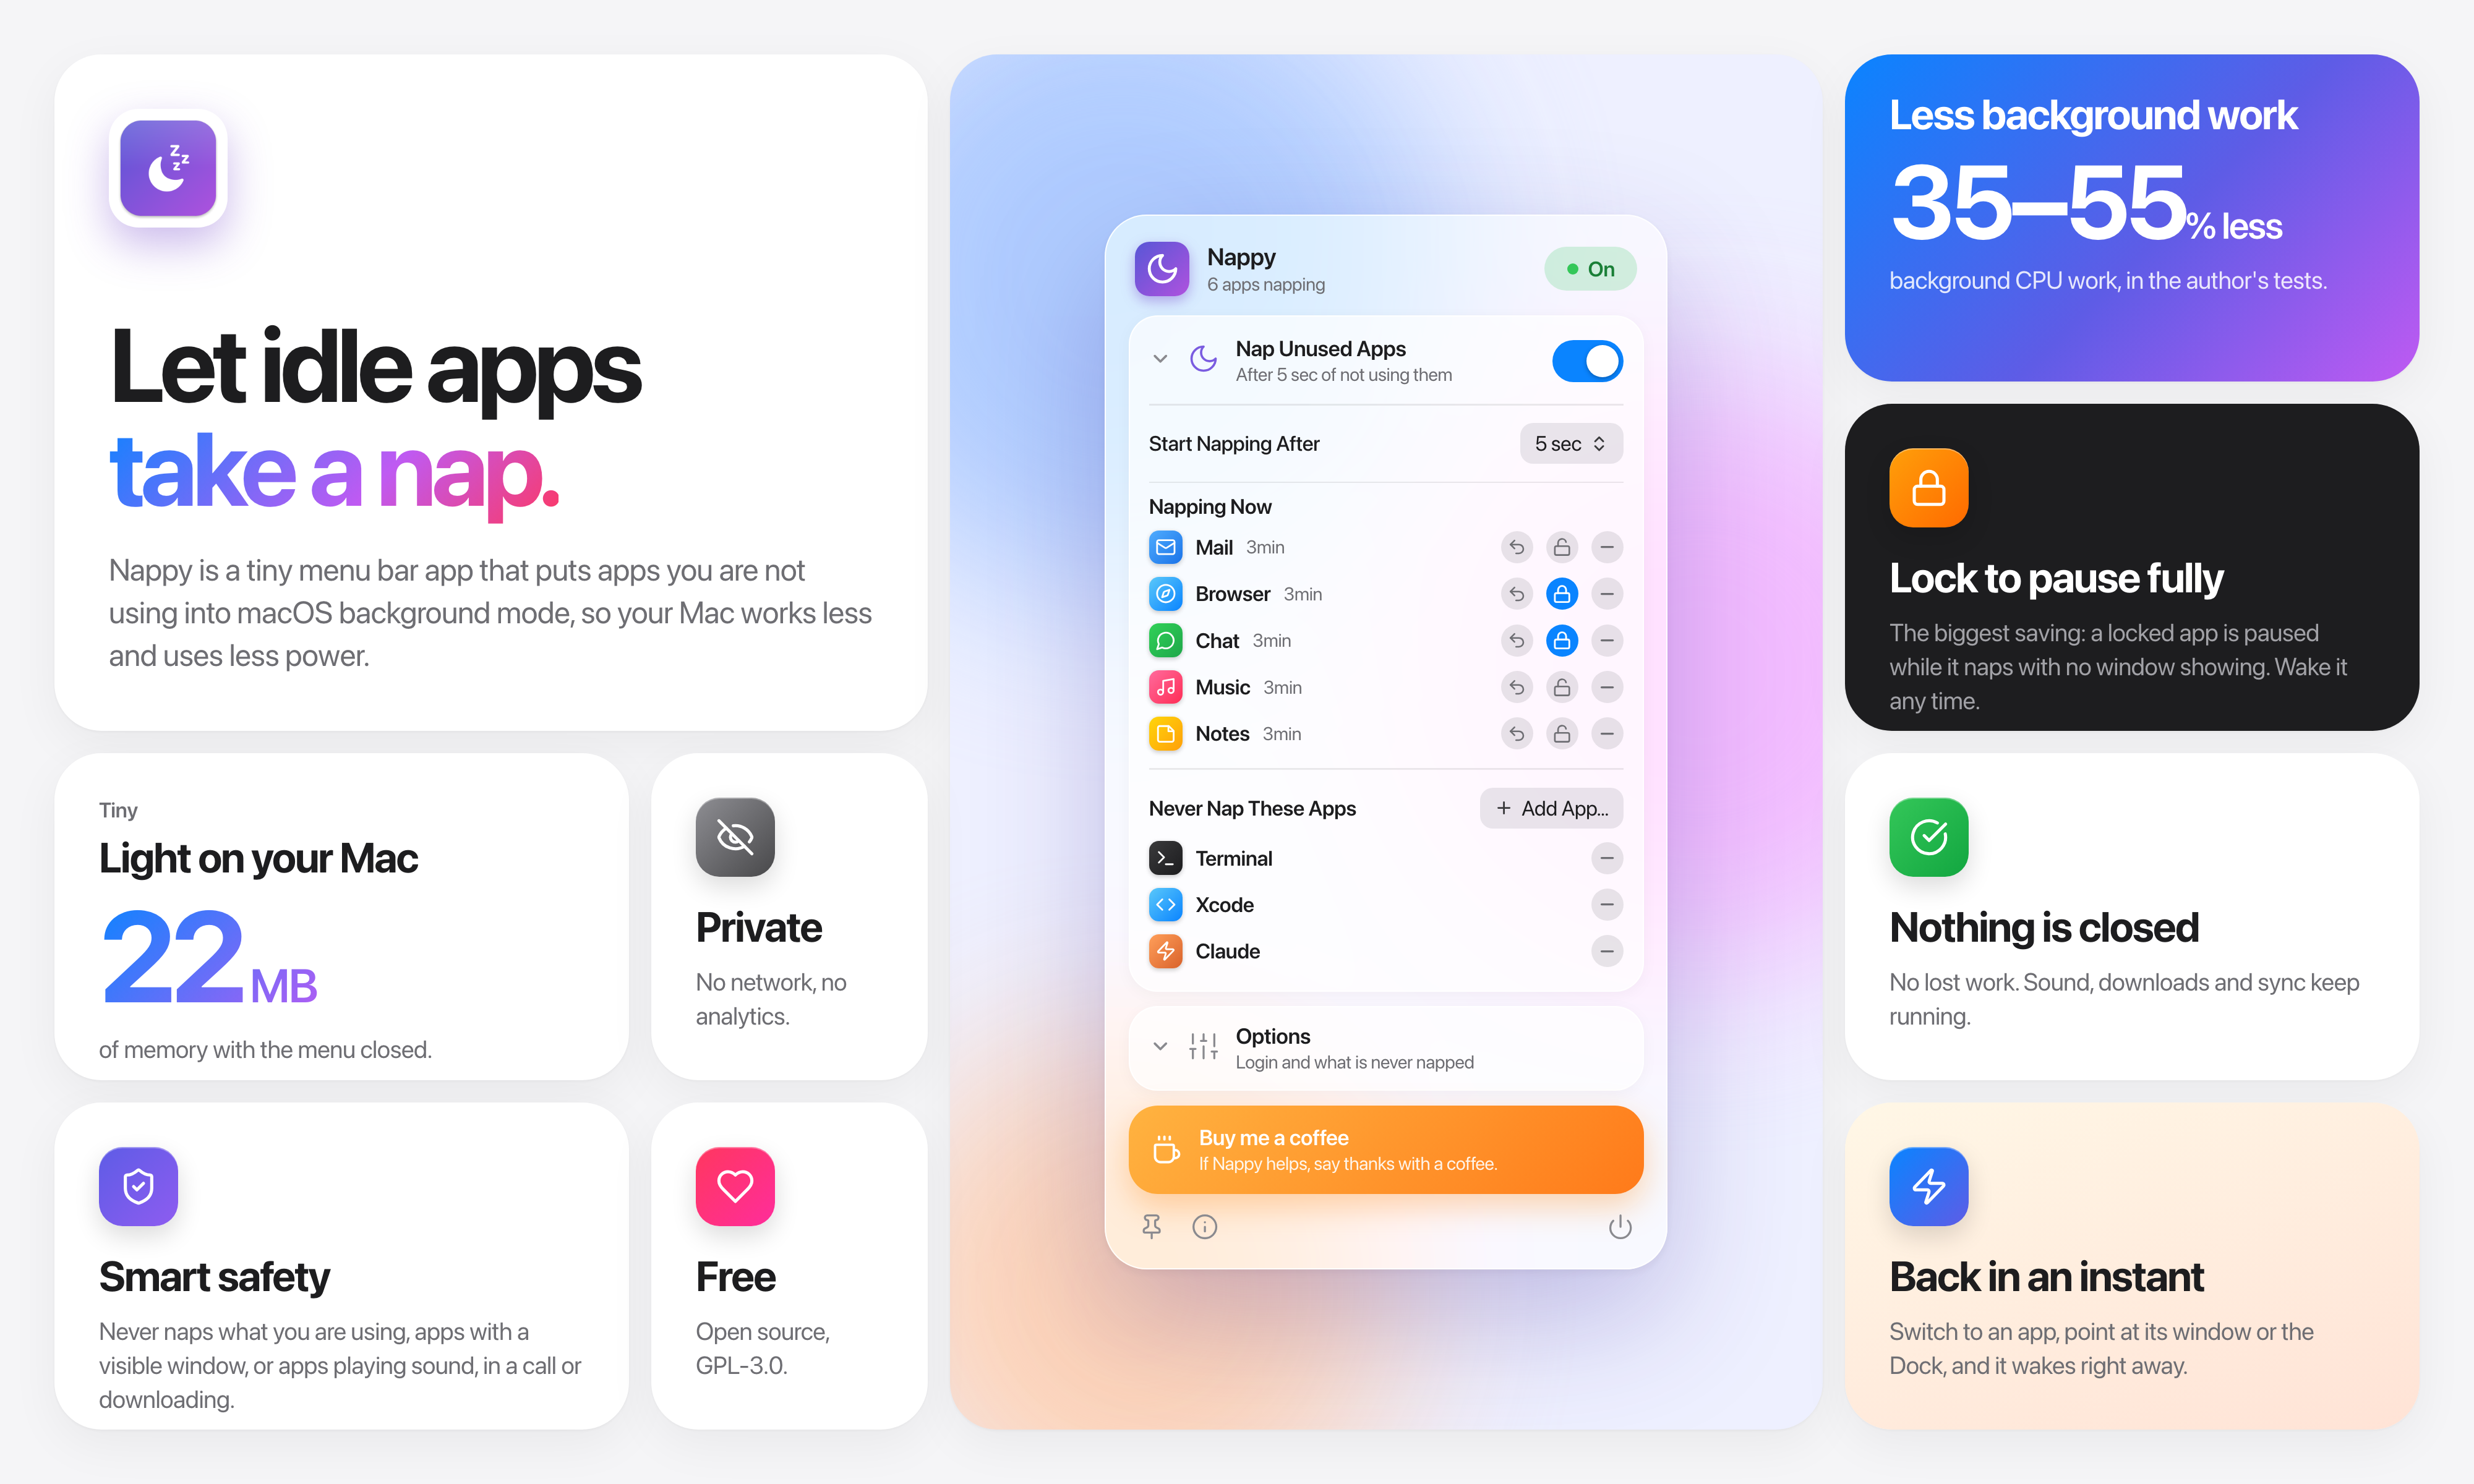 zzz
Let idle apps
take a nap.
Nappy is a tiny menu bar app that puts apps you are not
using into macOS background mode, so your Mac works less
and uses less power.
Tiny
Light on your Mac
22 MB
of memory with the menu closed.
Private
No network, no
analytics.
Smart safety
Never naps what you are using, apps with a
visible window, or apps playing sound, in a call or
downloading.
Free
Open source,
GPL-3.0.
Nappy
6 apps napping
On
Nap Unused Apps
After 5 sec of not using them
Start Napping After
5 sec
Napping Now
Mail 3min
Browser 3min
Chat 3min
Music 3min
Notes 3min
Never Nap These Apps
+ Add App...
Terminal
Xcode
Claude
Options
Login and what is never napped
Buy me a coffee
If Nappy helps, say thanks with a coffee.
Less background work
35–55% less
background CPU work, in the author's tests.
Lock to pause fully
The biggest saving: a locked app is paused
while it naps with no window showing. Wake it
any time.
Nothing is closed
No lost work. Sound, downloads and sync keep
running.
Back in an instant
Switch to an app, point at its window or the
Dock, and it wakes right away.